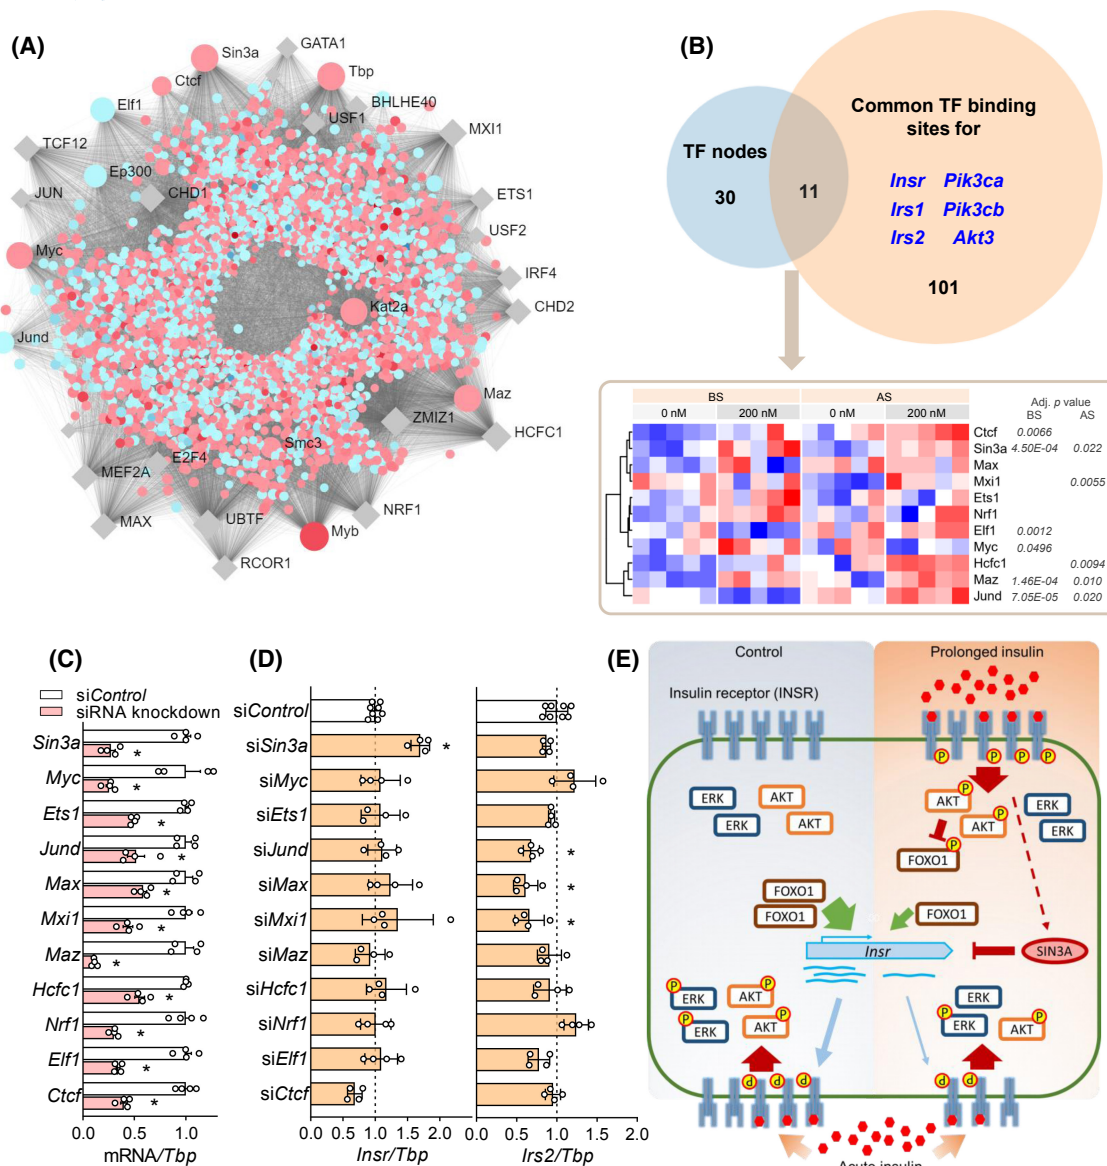 (A)
GATA1
Sin3a
Tbp
Ctcf
BHLHE40
Elf1
USF1
MXI1
TCF12
Ep300
CHD1
JUN
ETS1
USF2
Myc
IRF4
CHD2
Kat2a
Jund
Maz
ZMIZ1
HCFC1
Smc3
E2F4
MEF2A
NRF1
MAX
UBTF
Myb
RCOR1
(B)
Common TF binding
sites for
TF nodes
30
11
Insr Pik3ca
Irs1 Pik3cb
Irs2 Akt3
101
BS AS
0 nM 200 nM 0 nM 200 nM
Adj. p value
BS AS
Ctcf 0.0066
Sin3a 4.50E-04 0.022
Max
Mxi1 0.0055
Ets1
Nrf1
Elf1 0.0012
Myc 0.0496
Hcfc1 0.0094
Maz 1.46E-04 0.010
Jund 7.05E-05 0.020
(C)
siControl
siRNA knockdown
Sin3a *
Myc *
Ets1 *
Jund *
Max *
Mxi1 *
Maz *
Hcfc1 *
Nrf1 *
Elf1 *
Ctcf *
0.0 0.5 1.0
mRNA/Tbp
(D)
siControl
siSin3a *
siMyc
siEts1
siJund *
siMax *
siMxi1 *
siMaz
siHcfc1
siNrf1
siElf1
siCtcf
0.0 0.5 1.0 1.5 2.0 2.5
Insr/Tbp
0.0 0.5 1.0 1.5 2.0
Irs2/Tbp
(E)
Control
Prolonged insulin
Insulin receptor (INSR)
P P P P
ERK AKT
ERK AKT
AKT P
AKT P
ERK
ERK
FOXO1 P
FOXO1
FOXO1
FOXO1
Insr
SIN3A
P ERK AKT P
P ERK AKT P
ERK
P ERK AKT P
P P P
P P
Acute insulin